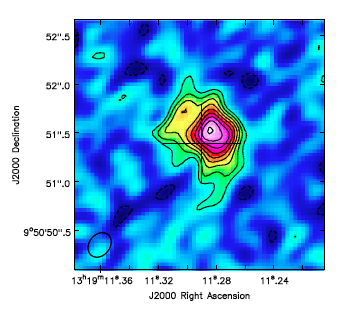 52".5
52".0
51".5
51".0
9°50'50".5
13ʰ19ᵐ11ˢ.36
11ˢ.32
11ˢ.28
11ˢ.24
J2000 Declination
J2000 Right Ascension